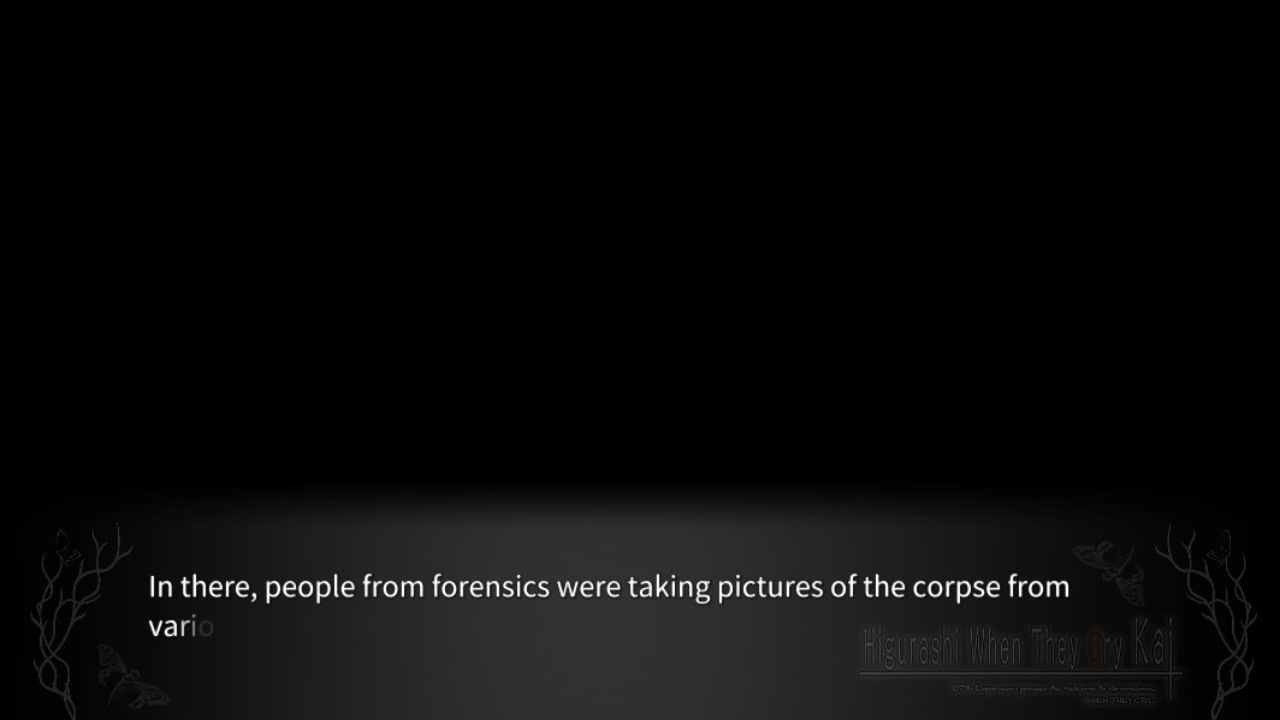 In there, people from forensics were taking pictures of the corpse from
vario
Higurashi When They Cry Kai